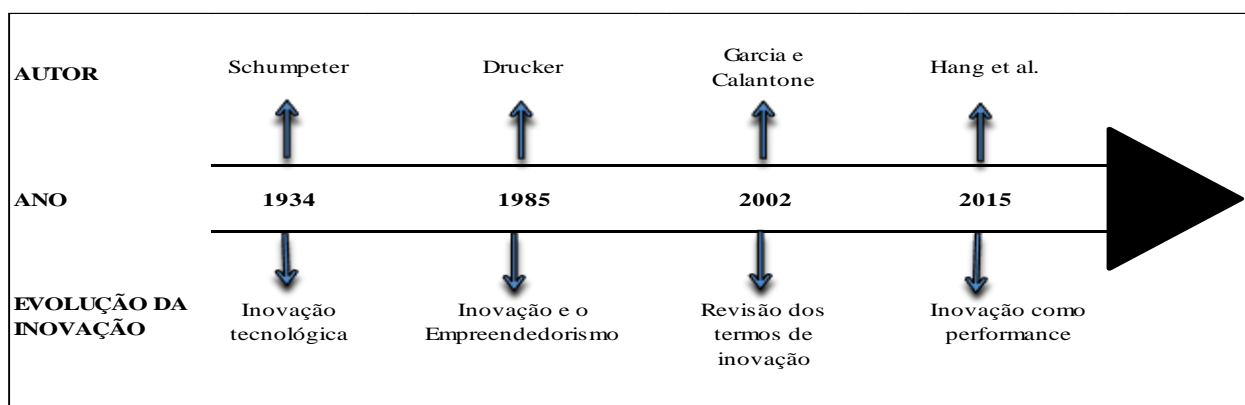 AUTOR
Schumpeter
Drucker
Garcia e
Calantone
Hang et al.
ANO
1934
1985
2002
2015
EVOLUÇÃO DA
INOVAÇÃO
Inovação
tecnológica
Inovação e o
Empreendedorismo
Revisão dos
termos de
inovação
Inovação como
performance